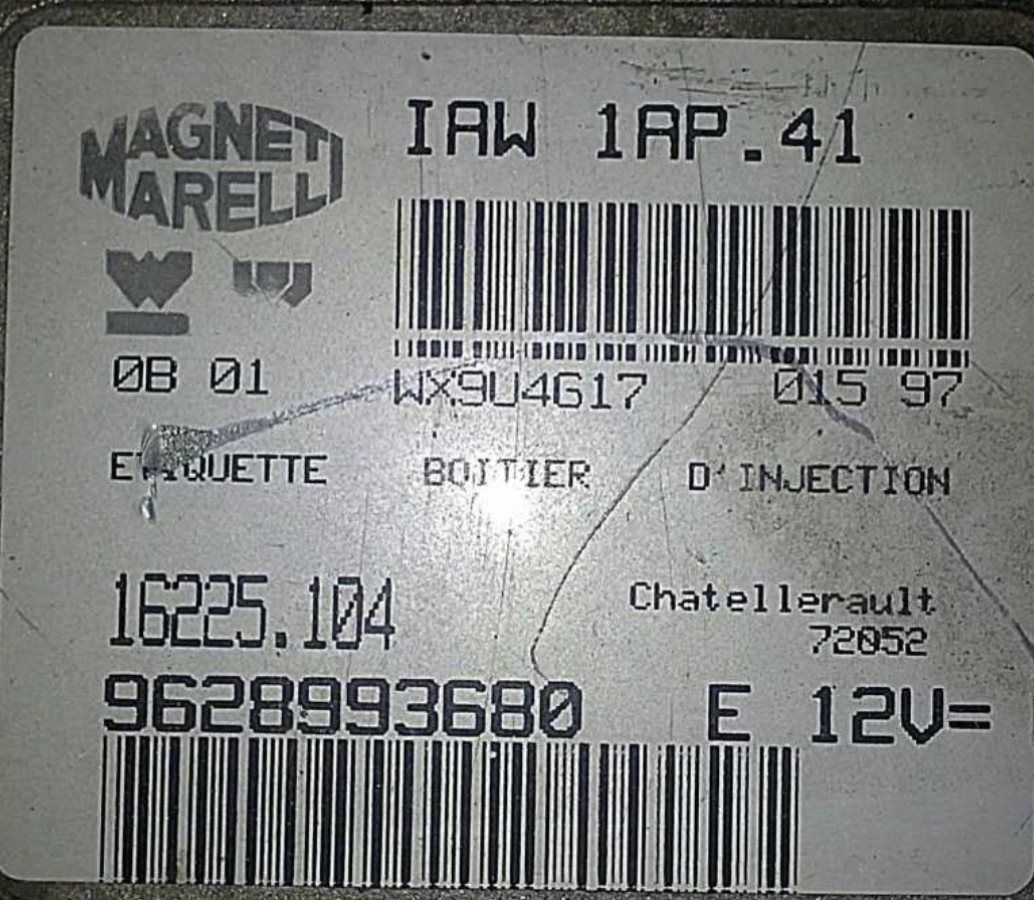 MAGNETI
MARELLI
IAW 1AP.41
0B 01
WX9U4G17 015 97
ETIQUETTE BOITIER D'INJECTION
16225.104
Chatellerault
72052
9628993680 E 12V=